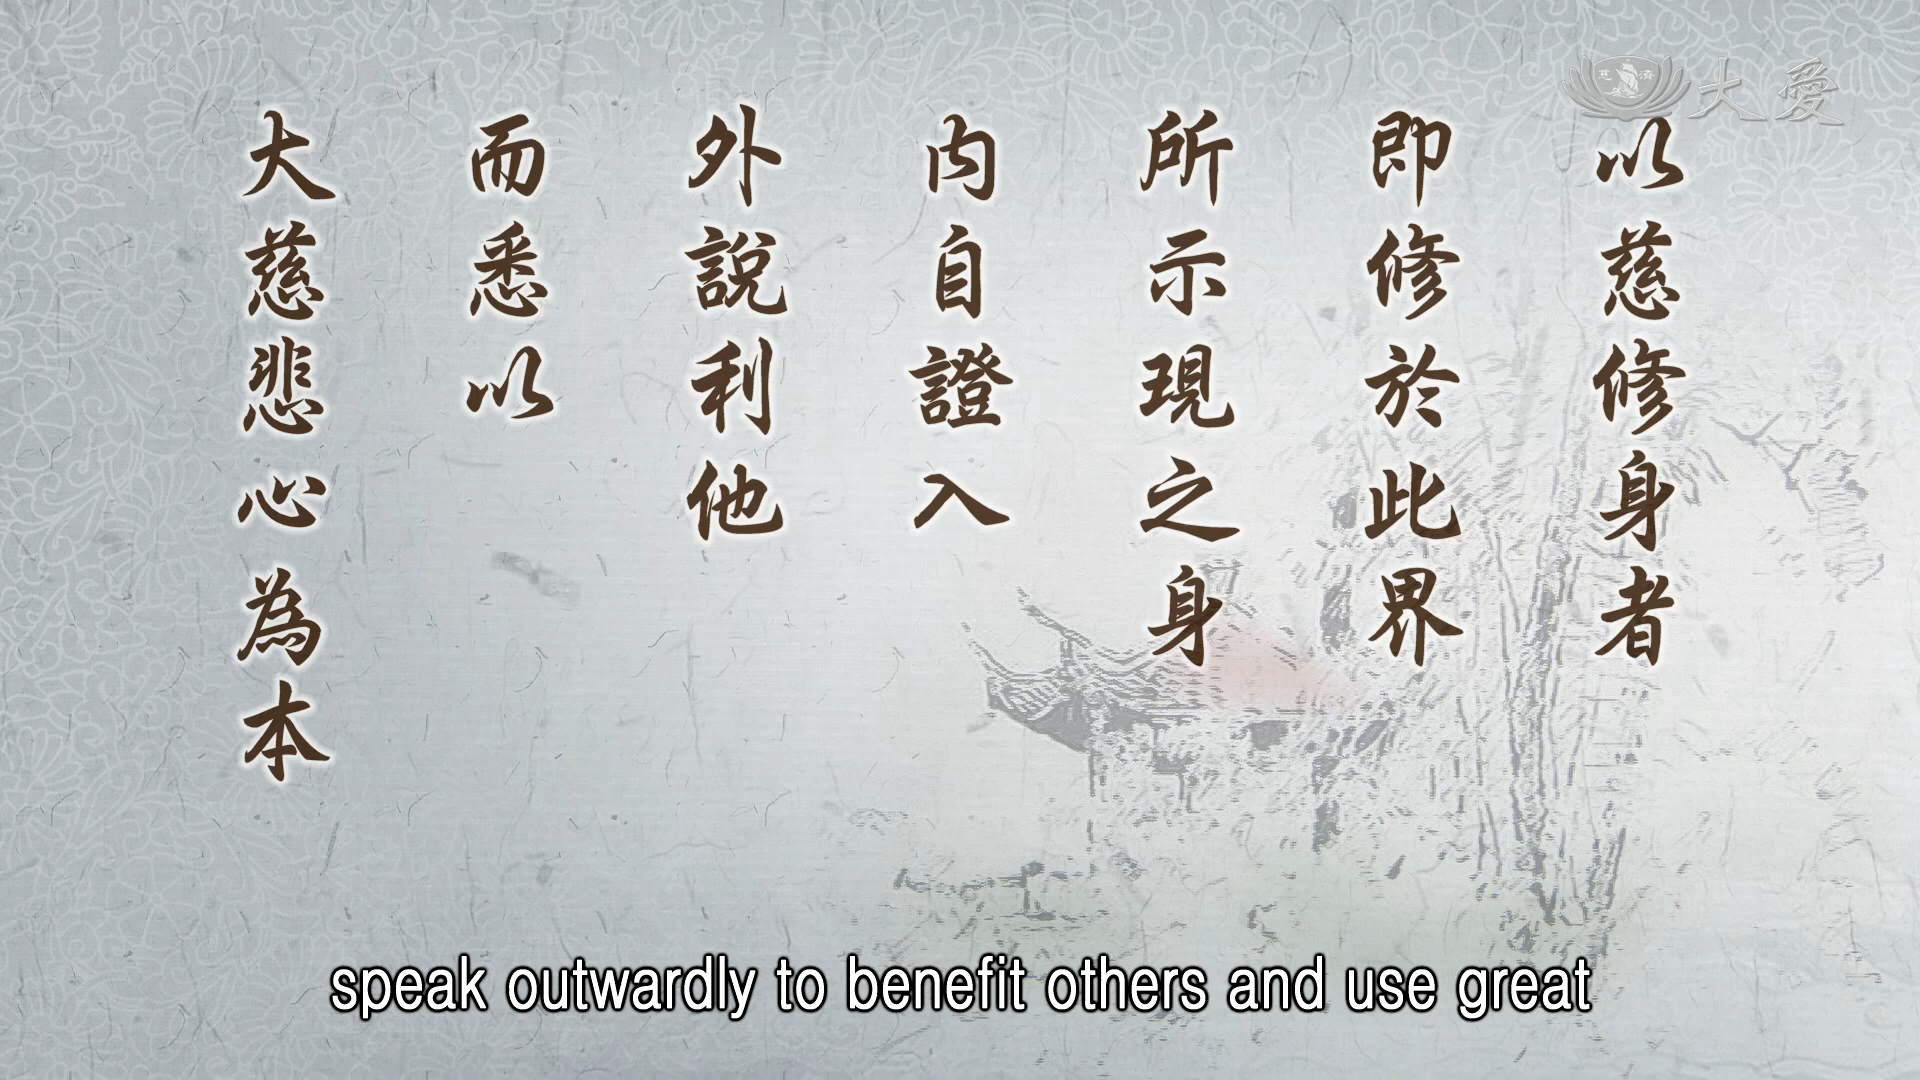 大愛
慈濟
以慈修身者
即修於此界
所示現之身
內自證入
外說利他
而悉以
大慈悲心為本
speak outwardly to benefit others and use great